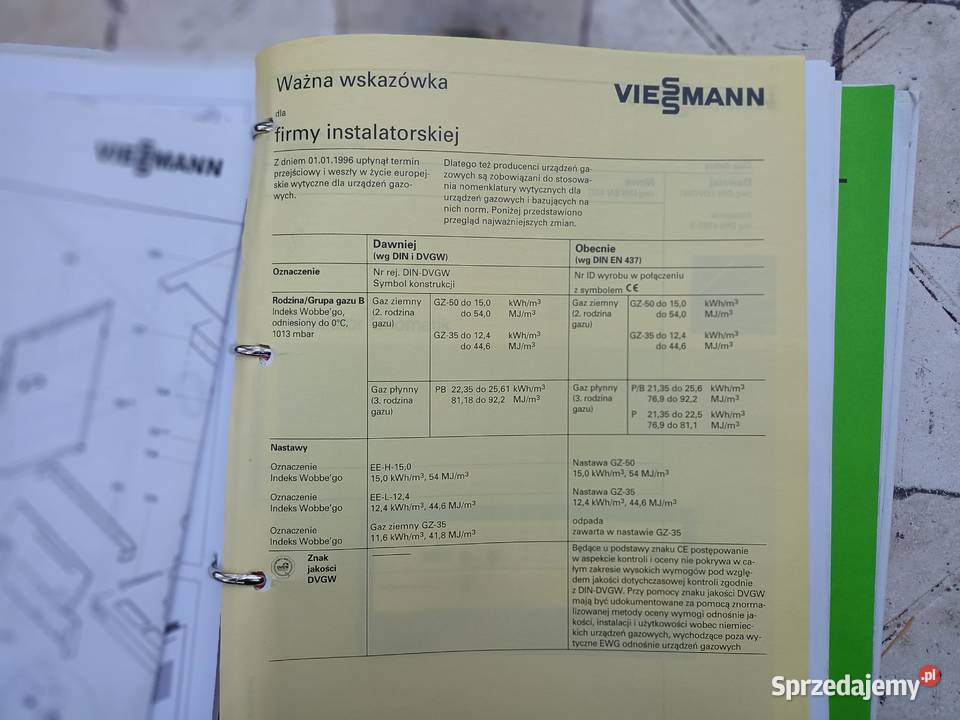 Ważna wskazówka
dla
firmy instalatorskiej
VIESSMANN
VIESSMANN
Z dniem 01.01.1996 upłynął termin
przejściowy i weszły w życie europej-
skie wytyczne dla urządzeń gazo-
wych.
Dlatego też producenci urządzeń ga-
zowych są zobowiązani do stosowa-
nia nomenklatury wytycznych dla
urządzeń gazowych i bazujących na
nich norm. Poniżej przedstawiono
przegląd najważniejszych zmian.
Dawniej
(wg DIN i DVGW)
Obecnie
(wg DIN EN 437)
Oznaczenie
Nr rej. DIN-DVGW
Symbol konstrukcji
Nr ID wyrobu w połączeniu
z symbolem CE
Rodzina/Grupa gazu B
Indeks Wobbe'go,
odniesiony do 0°C,
1013 mbar
Gaz ziemny
(2. rodzina
gazu)
GZ-50 do 15,0 kWh/m³
do 54,0 MJ/m³
GZ-35 do 12,4 kWh/m³
do 44,6 MJ/m³
Gaz ziemny
(2. rodzina
gazu)
GZ-50 do 15,0 kWh/m³
do 54,0 MJ/m³
GZ-35 do 12,4 kWh/m³
do 44,6 MJ/m³
Gaz płynny
(3. rodzina
gazu)
PB 22,35 do 25,61 kWh/m³
81,18 do 92,2 MJ/m³
Gaz płynny
(3. rodzina
gazu)
P/B 21,35 do 25,6 kWh/m³
76,9 do 92,2 MJ/m³
P 21,35 do 22,5 kWh/m³
76,9 do 81,1 MJ/m³
Nastawy
Oznaczenie
Indeks Wobbe'go
EE-H-15,0
15,0 kWh/m³, 54 MJ/m³
Nastawa GZ-50
15,0 kWh/m³, 54 MJ/m³
Oznaczenie
Indeks Wobbe'go
EE-L-12,4
12,4 kWh/m³, 44,6 MJ/m³
Nastawa GZ-35
12,4 kWh/m³, 44,6 MJ/m³
Oznaczenie
Indeks Wobbe'go
Gaz ziemny GZ-35
11,6 kWh/m³, 41,8 MJ/m³
odpada
zawarta w nastawie GZ-35
Znak
jakości
DVGW
Będące u podstawy znaku CE postępowanie
w aspekcie kontroli i oceny nie pokrywa w ca-
łym zakresie wysokich wymogów pod wzglę-
dem jakości dotychczasowej kontroli zgodnie
z DIN-DVGW. Przy pomocy znaku jakości DVGW
mają być udokumentowane za pomocą znorma-
lizowanej metody oceny wymogi odnośnie ja-
kości, instalacji i użytkowości wobec niemiec-
kich urządzeń gazowych, wychodzące poza wy-
tyczne EWG odnośnie urządzeń gazowych
Sprzedajemy.pl